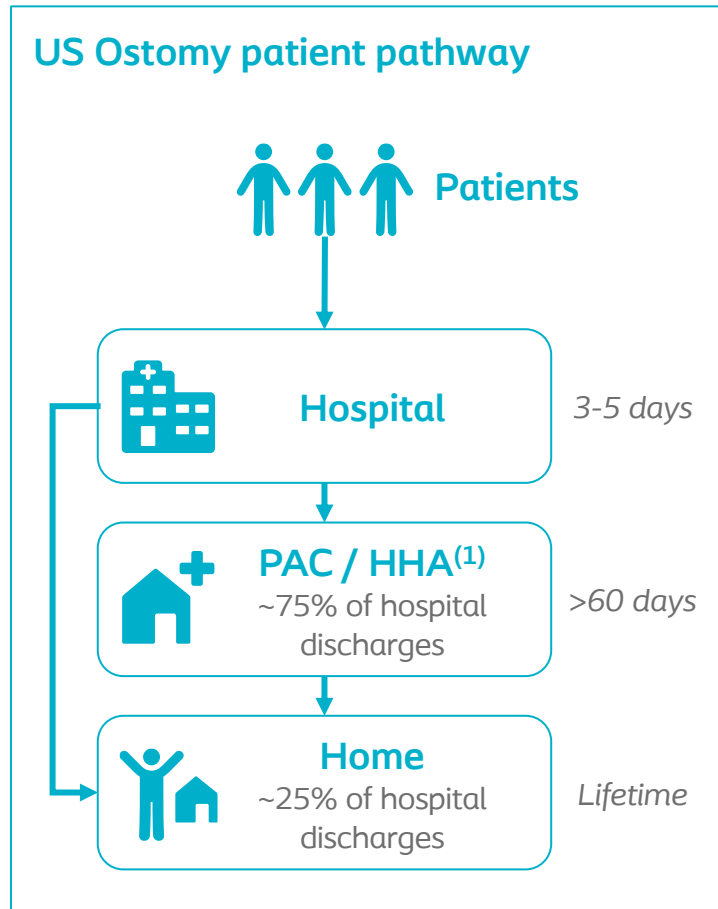 US Ostomy patient pathway
Patients
Hospital
3-5 days
PAC / HHA(1)
~75% of hospital
discharges
>60 days
Home
~25% of hospital
discharges
Lifetime